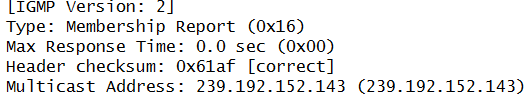 [IGMP Version: 2]
Type: Membership Report (0x16)
Max Response Time: 0.0 sec (0x00)
Header checksum: 0x61af [correct]
Multicast Address: 239.192.152.143 (239.192.152.143)